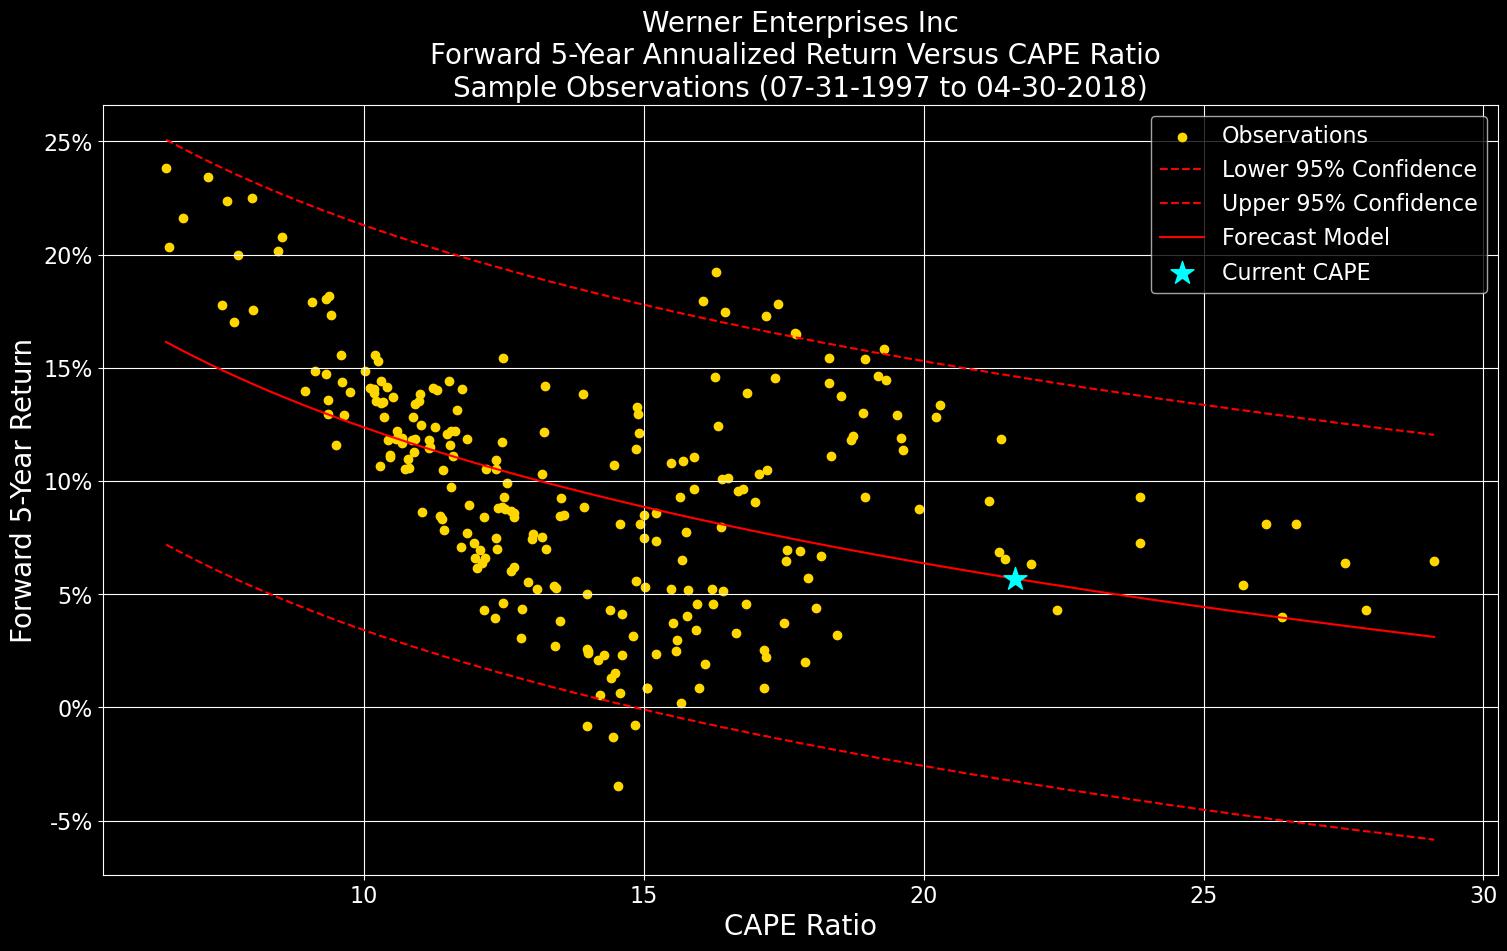 Werner Enterprises Inc
Forward 5-Year Annualized Return Versus CAPE Ratio
Sample Observations (07-31-1997 to 04-30-2018)
Observations
Lower 95% Confidence
Upper 95% Confidence
Forecast Model
Current CAPE
Forward 5-Year Return
25%
20%
15%
10%
5%
0%
-5%
10 15 20 25 30
CAPE Ratio